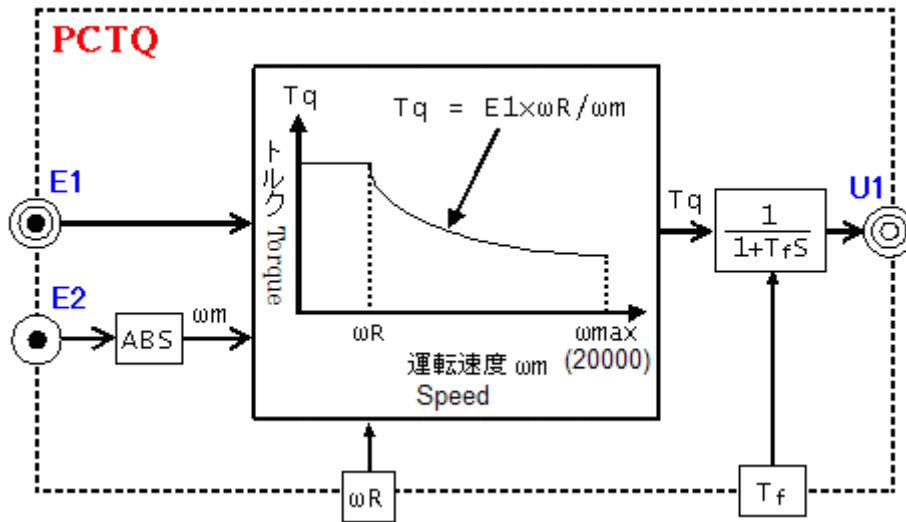 PCTQ
E1
E2
ABS
ωm
Tq
トルク Torque
Tq = E1×ωR/ωm
ωR
ωmax
(20000)
運転速度 ωm
Speed
Tq
1
1+TfS
U1
ωR
Tf